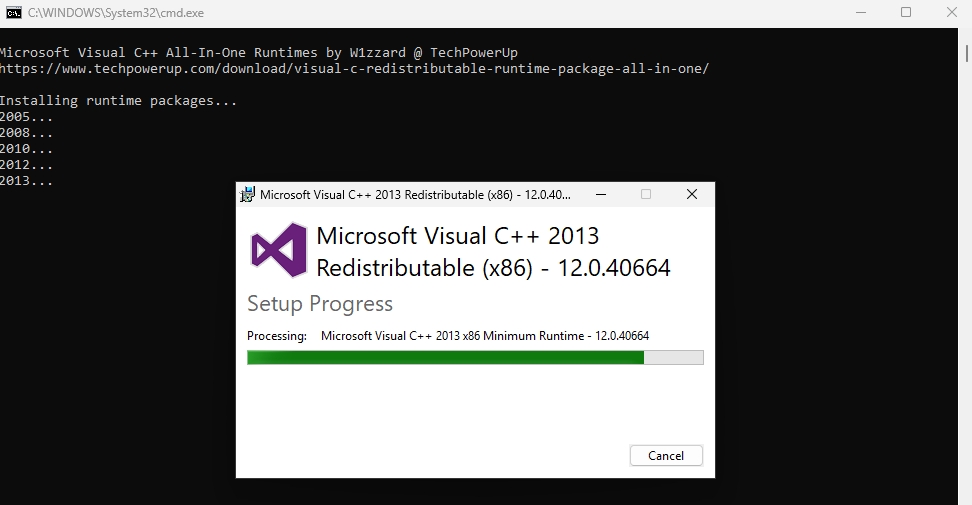 C:\WINDOWS\System32\cmd.exe
Microsoft Visual C++ All-In-One Runtimes by W1zzard @ TechPowerUp
https://www.techpowerup.com/download/visual-c-redistributable-runtime-package-all-in-one/
Installing runtime packages...
2005...
2008...
2010...
2012...
2013...
Microsoft Visual C++ 2013 Redistributable (x86) - 12.0.40...
Microsoft Visual C++ 2013
Redistributable (x86) - 12.0.40664
Setup Progress
Processing: Microsoft Visual C++ 2013 x86 Minimum Runtime - 12.0.40664
Cancel